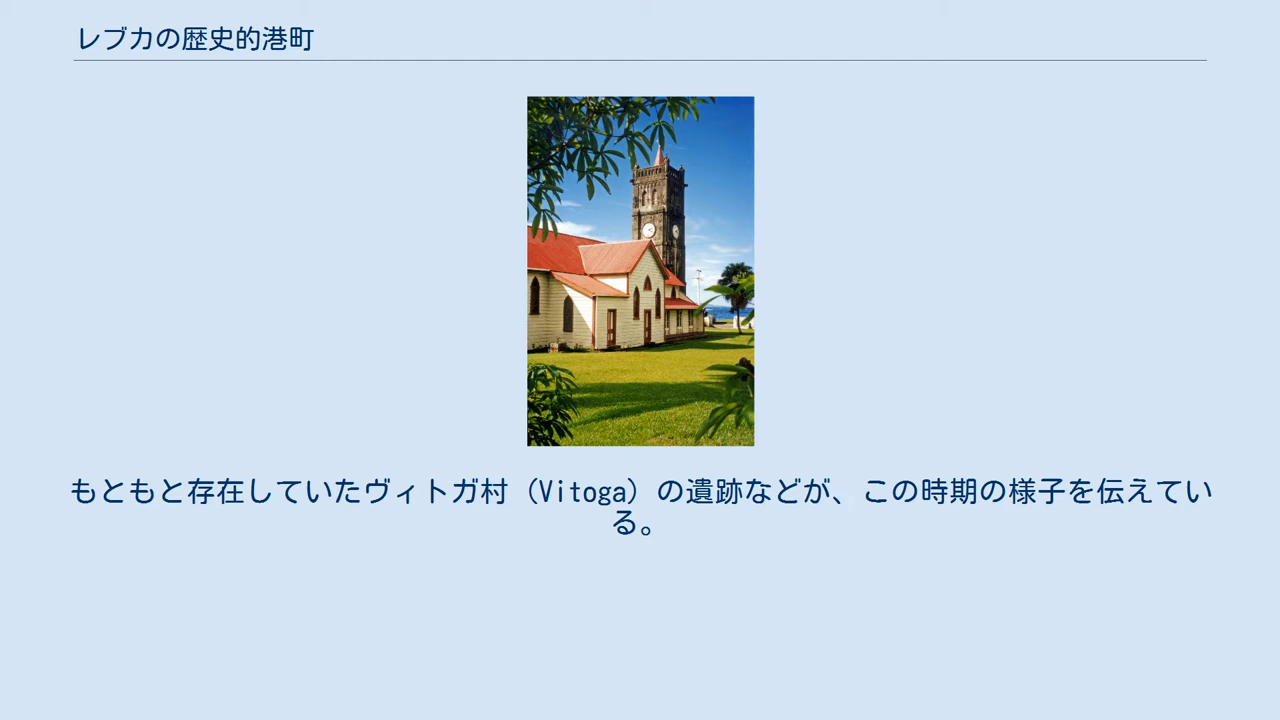 レブカの歴史的港町
もともと存在していたヴィトガ村（Vitoga）の遺跡などが、この時期の様子を伝えてい
る。